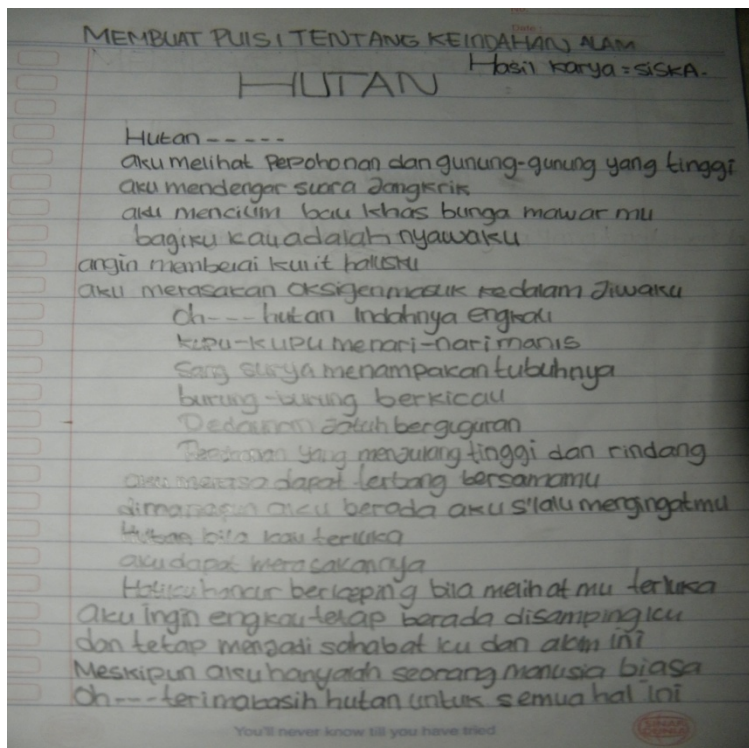 Date :
MEMBUAT PUISI TENTANG KEINDAHAN ALAM
Hasil karya = SISKA.
HUTAN
Hutan -----
aku melihat Pepohonan dan gunung-gunung yang tinggi
aku mendengar suara Jangkrik
aku mencium bau khas bunga mawar mu
bagiku kau adalah nyawaku
angin membelai kulit halusku
aku merasakan oksigen masuk kedalam Jiwaku
Oh --- hutan Indahnya engkau
kupu-kupu menari-nari manis
Sang surya menampakan tubuhnya
burung-burung berkicau
Dedaunan Jatuh berguguran
Pepohonan yang menjulang tinggi dan rindang
aku merasa dapat terbang bersamamu
dimanapun aku berada aku s'lalu mengingatmu
Hutan bila kau terluka
aku dapat merasakannya
Hatiku hancur berkeping bila melihat mu terluka
aku Ingin engkau tetap berada disampingku
dan tetap menjadi sahabat ku dan alam ini
Meskipun aku hanyalah seorang manusia biasa
Oh --- terimakasih hutan untuk semua hal ini
You'll never know till you have tried
SINAR